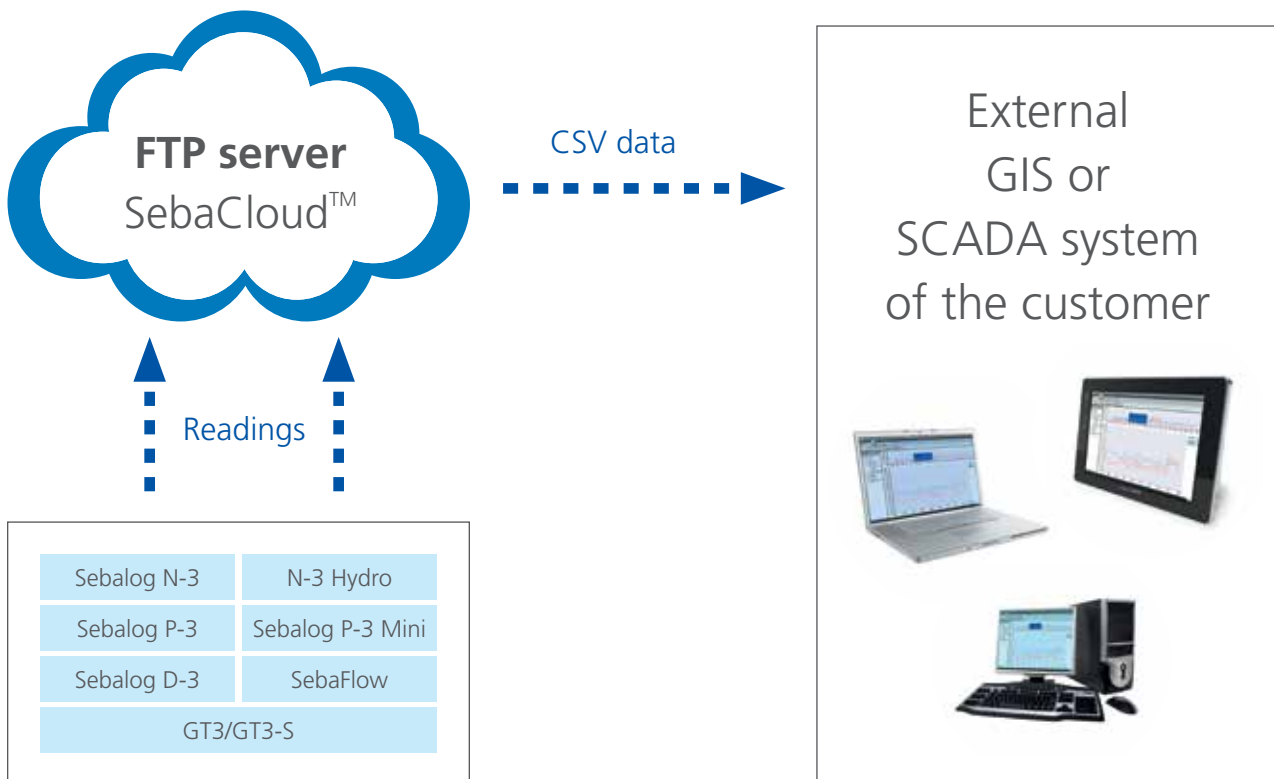 FTP server
SebaCloud™
CSV data
External
GIS or
SCADA system
of the customer
Readings
Sebalog N-3
N-3 Hydro
Sebalog P-3
Sebalog P-3 Mini
Sebalog D-3
SebaFlow
GT3/GT3-S